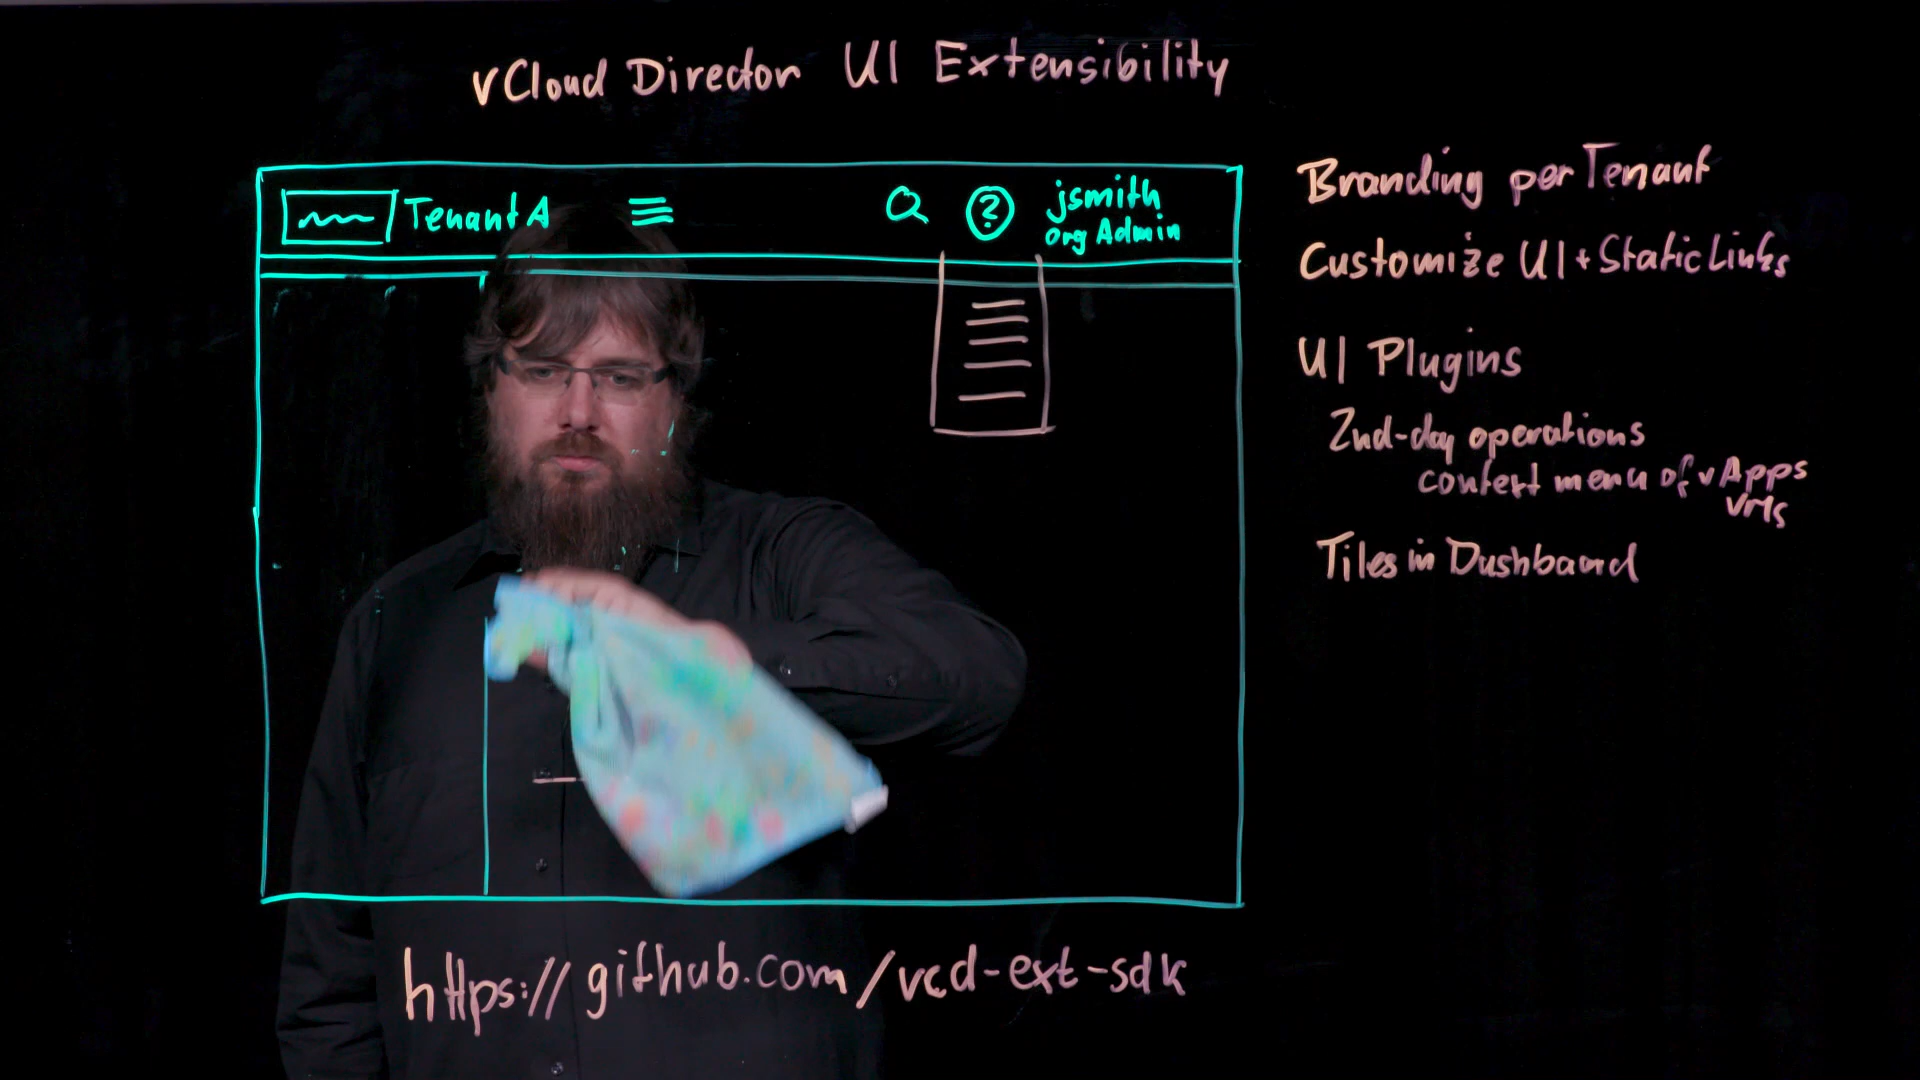 vCloud Director UI Extensibility
Tenant A
?
jsmith
Org Admin
Branding per Tenant
Customize UI + Static Links
UI Plugins
2nd-day operations
context menu of vApps
VMs
Tiles in Dashboard
https://github.com/vcd-ext-sdk